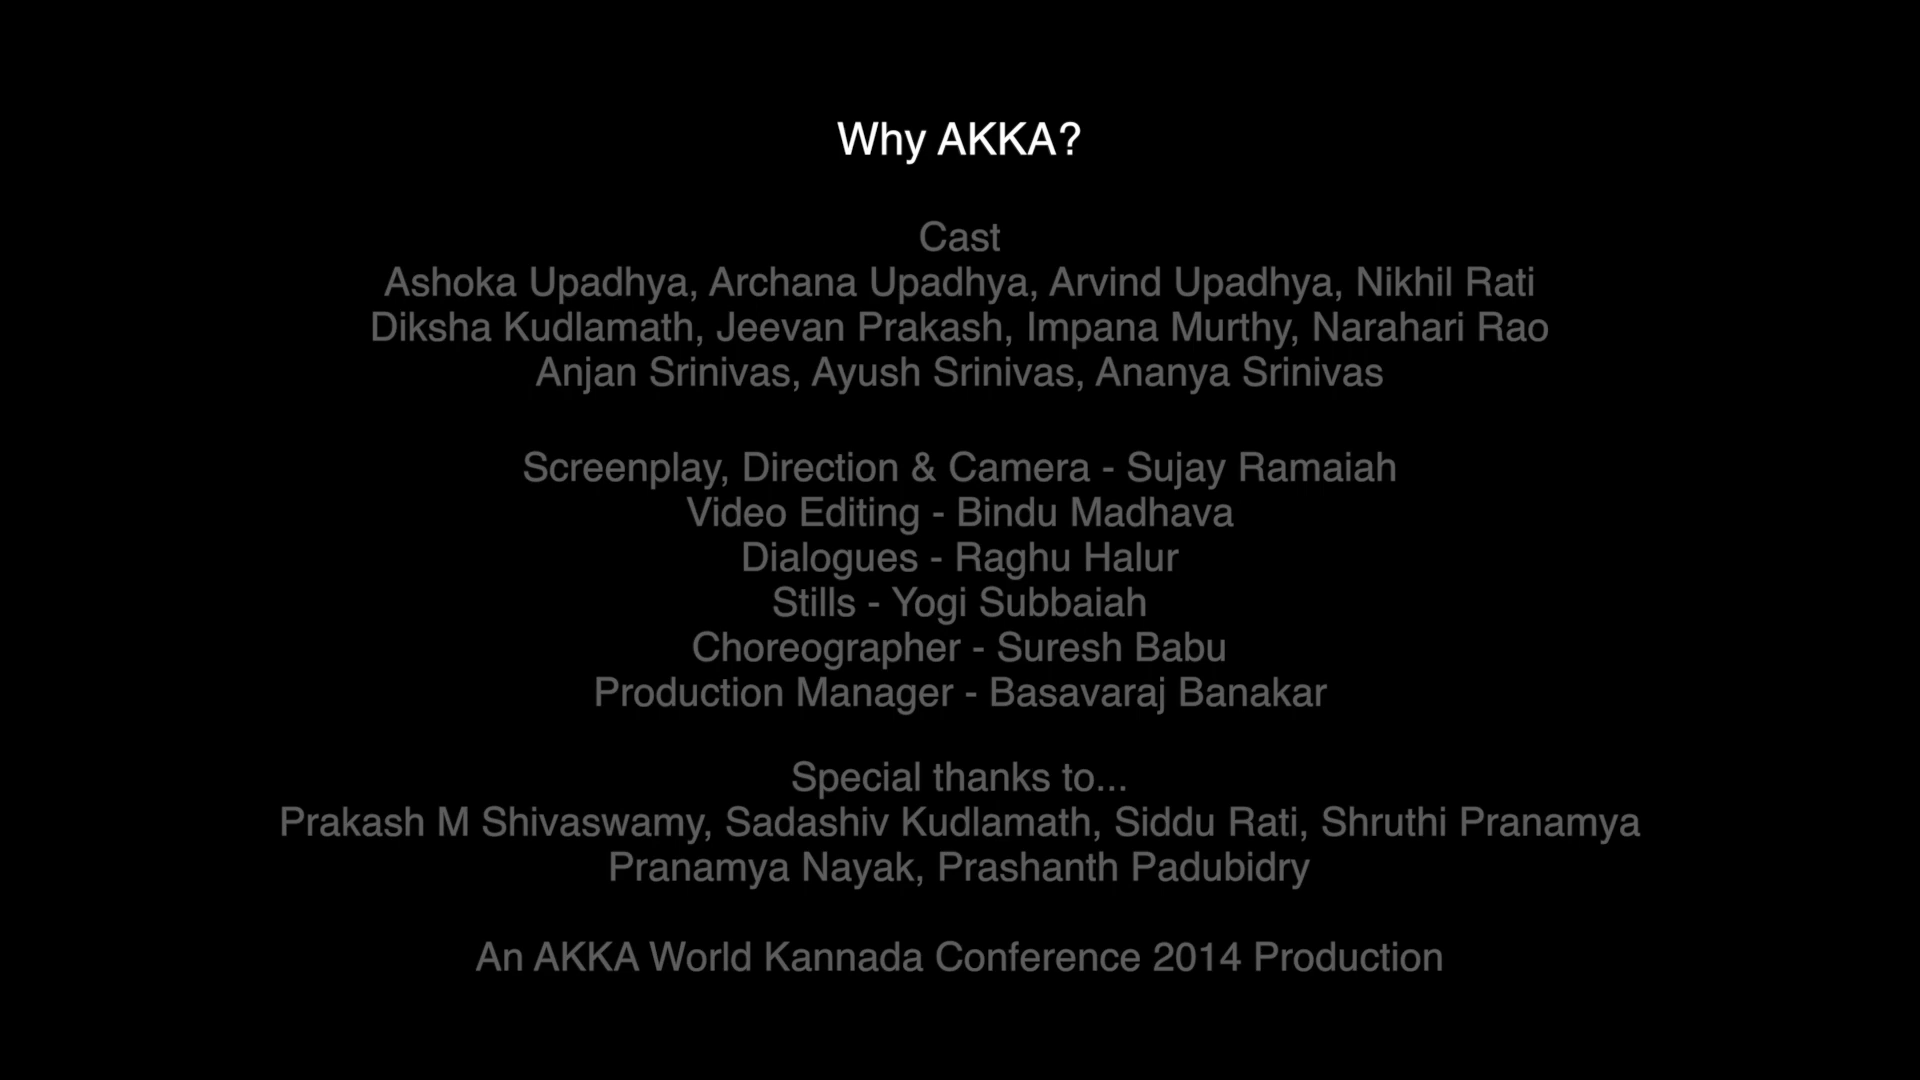 Why AKKA?
Cast
Ashoka Upadhya, Archana Upadhya, Arvind Upadhya, Nikhil Rati
Diksha Kudlamath, Jeevan Prakash, Impana Murthy, Narahari Rao
Anjan Srinivas, Ayush Srinivas, Ananya Srinivas
Screenplay, Direction & Camera - Sujay Ramaiah
Video Editing - Bindu Madhava
Dialogues - Raghu Halur
Stills - Yogi Subbaiah
Choreographer - Suresh Babu
Production Manager - Basavaraj Banakar
Special thanks to...
Prakash M Shivaswamy, Sadashiv Kudlamath, Siddu Rati, Shruthi Pranamya
Pranamya Nayak, Prashanth Padubidry
An AKKA World Kannada Conference 2014 Production